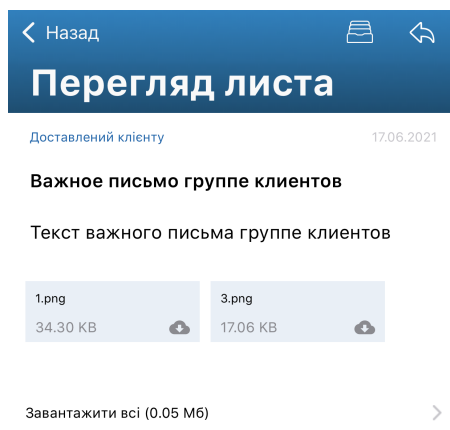 Назад
Перегляд листа
Доставлений клієнту 17.06.2021
Важное письмо группе клиентов
Текст важного письма группе клиентов
1.png 3.png
34.30 KB 17.06 KB
Завантажити всі (0.05 Мб)